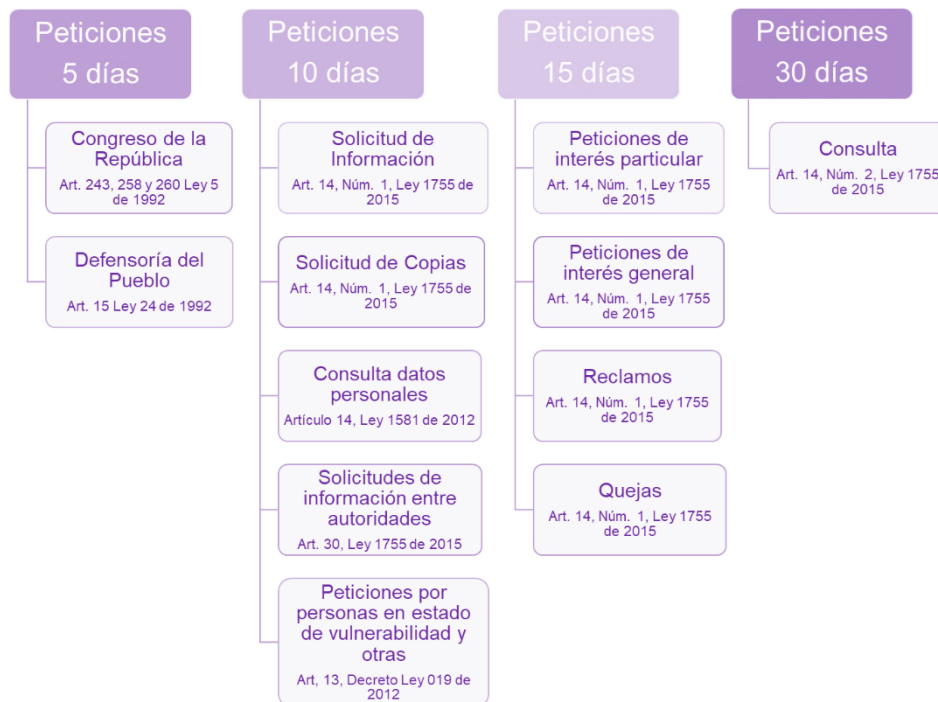 Peticiones
5 días
Congreso de la
República
Art. 243, 258 y 260 Ley 5
de 1992
Defensoría del
Pueblo
Art. 15 Ley 24 de 1992
Peticiones
10 días
Solicitud de
Información
Art. 14, Núm. 1, Ley 1755 de
2015
Solicitud de Copias
Art. 14, Núm. 1, Ley 1755 de
2015
Consulta datos
personales
Artículo 14, Ley 1581 de 2012
Solicitudes de
información entre
autoridades
Art. 30, Ley 1755 de 2015
Peticiones por
personas en estado
de vulnerabilidad y
otras
Art, 13, Decreto Ley 019 de
2012
Peticiones
15 días
Peticiones de
interés particular
Art. 14, Núm. 1, Ley 1755
de 2015
Peticiones de
interés general
Art. 14, Núm. 1, Ley 1755
de 2015
Reclamos
Art. 14, Núm. 1, Ley 1755
de 2015
Quejas
Art. 14, Núm. 1, Ley 1755
de 2015
Peticiones
30 días
Consulta
Art. 14, Núm. 2, Ley 1755
de 2015